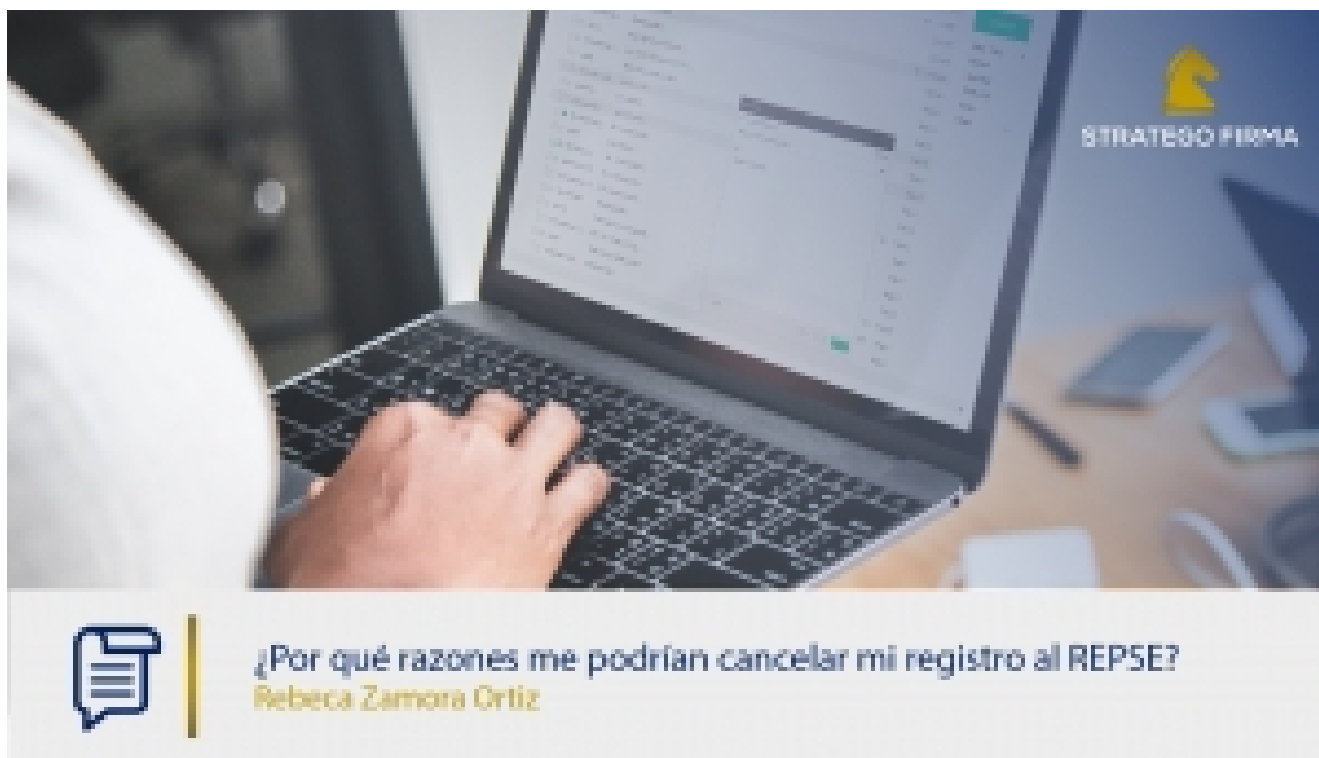 STRATEGO FIRMA
¿Por qué razones me podrían cancelar mi registro al REPSE?
Rebeca Zamora Ortiz